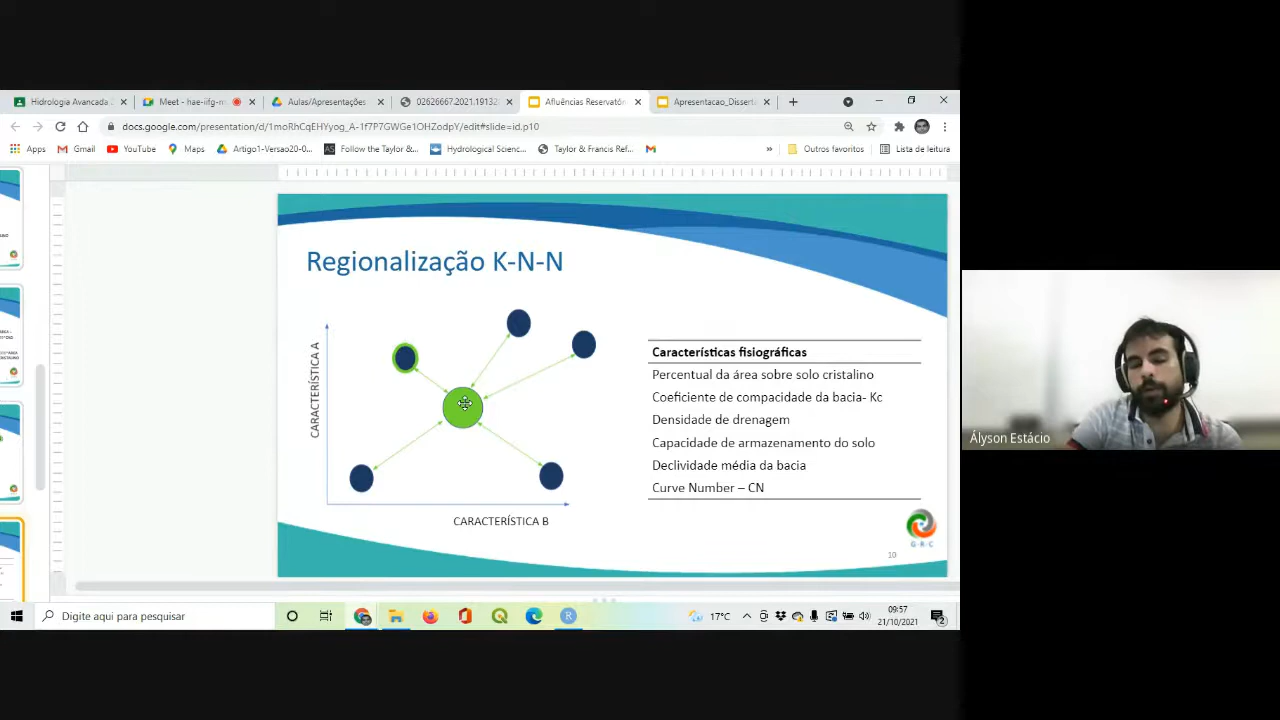 Hidrologia Avançada
Meet - hae-iifg-m
Aulas/Apresentações
02626667.2021.1913
Afluências Reservatór
Apresentacao_Dissert
docs.google.com/presentation/d/1moRhCqEHYyog_A-1f7P7GWGe1OHZodpY/edit#slide=id.p10
Apps
Gmail
YouTube
Maps
Artigo1-Versao20-0...
Follow the Taylor &...
Hydrological Scienc...
Taylor & Francis Ref...
»
Outros favoritos
Lista de leitura
Regionalização K-N-N
CARACTERÍSTICA A
CARACTERÍSTICA B
Características fisiográficas
Percentual da área sobre solo cristalino
Coeficiente de compacidade da bacia- Kc
Densidade de drenagem
Capacidade de armazenamento do solo
Declividade média da bacia
Curve Number – CN
G·R·C
10
Ályson Estácio
Digite aqui para pesquisar
17°C
09:57
21/10/2021
2